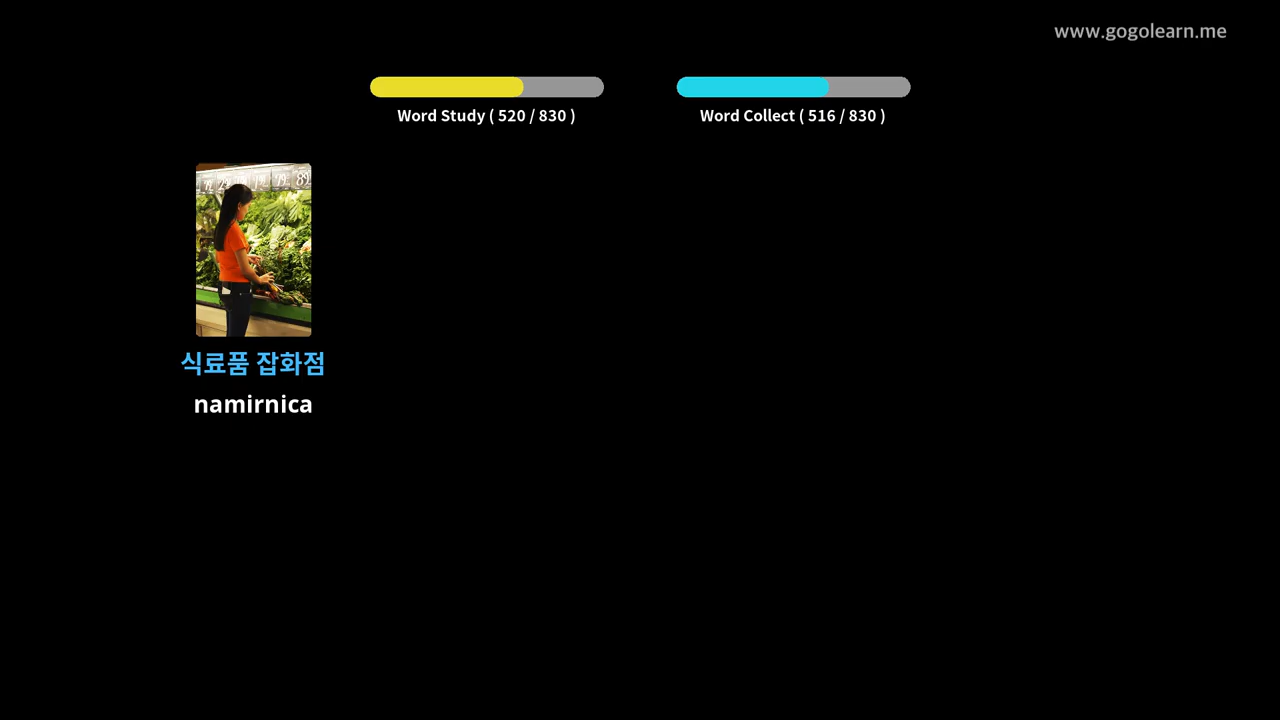 www.gogolearn.me
Word Study ( 520 / 830 )
Word Collect ( 516 / 830 )
식료품 잡화점
namirnica